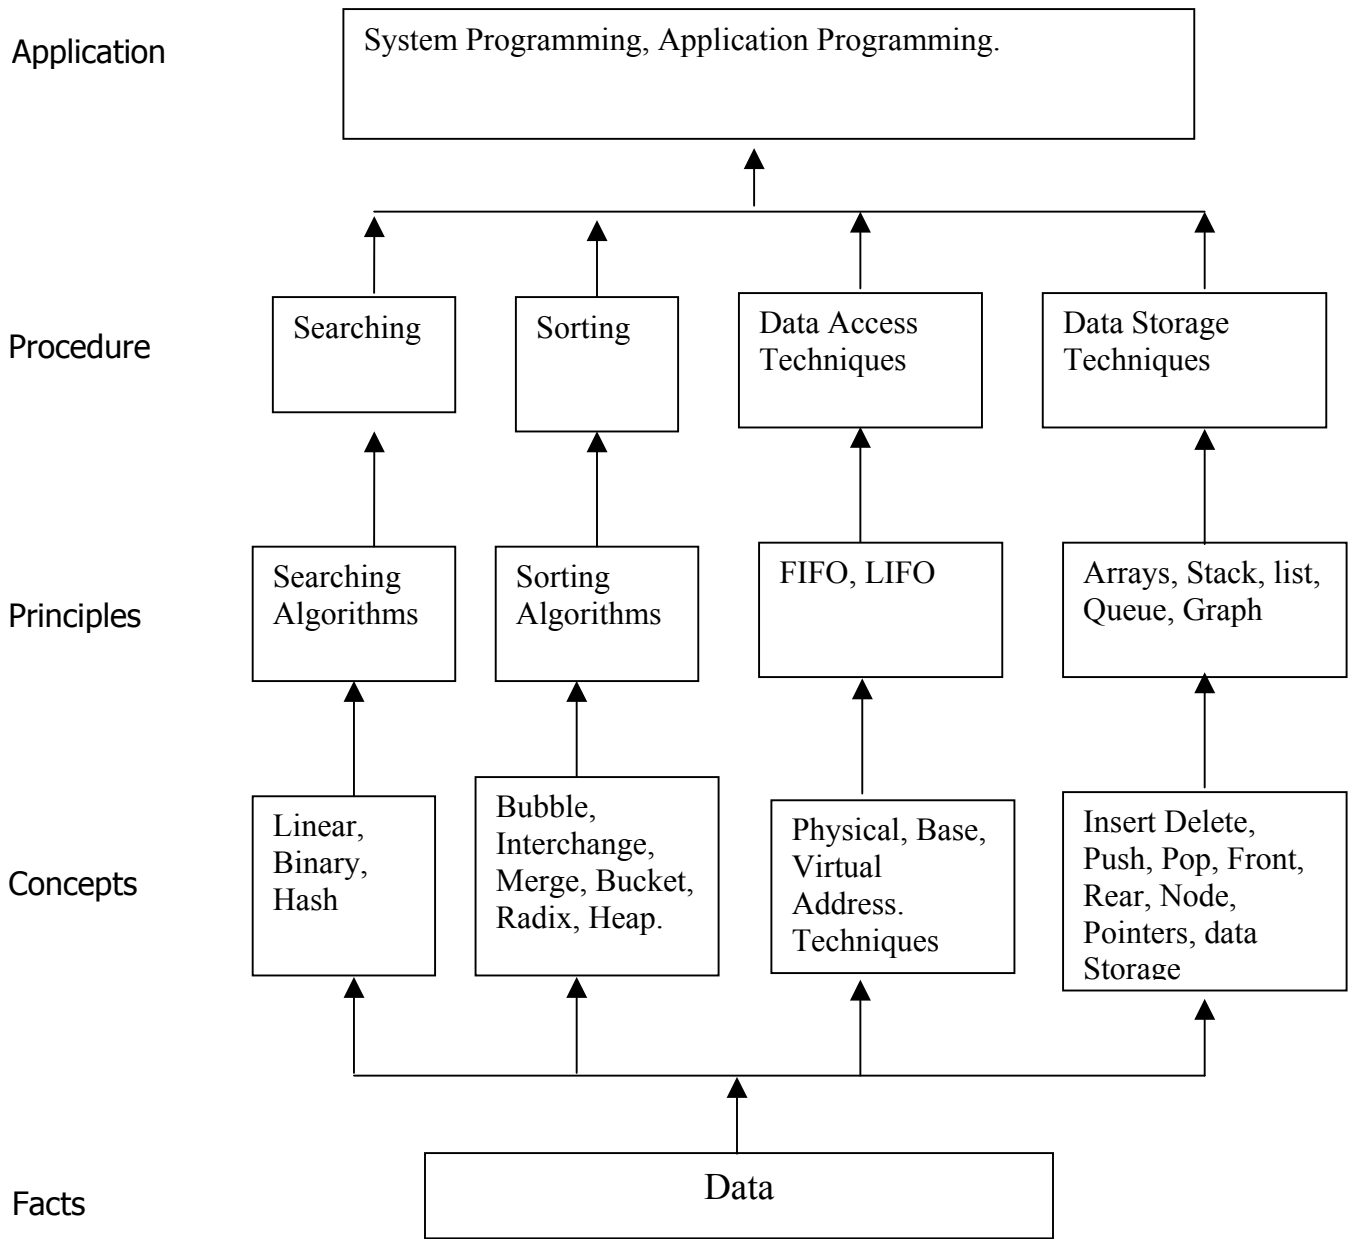 Application
System Programming, Application Programming.
Procedure
Searching
Sorting
Data Access
Techniques
Data Storage
Techniques
Principles
Searching
Algorithms
Sorting
Algorithms
FIFO, LIFO
Arrays, Stack, list,
Queue, Graph
Concepts
Linear,
Binary,
Hash
Bubble,
Interchange,
Merge, Bucket,
Radix, Heap.
Physical, Base,
Virtual
Address.
Techniques
Insert Delete,
Push, Pop, Front,
Rear, Node,
Pointers, data
Storage
Facts
Data